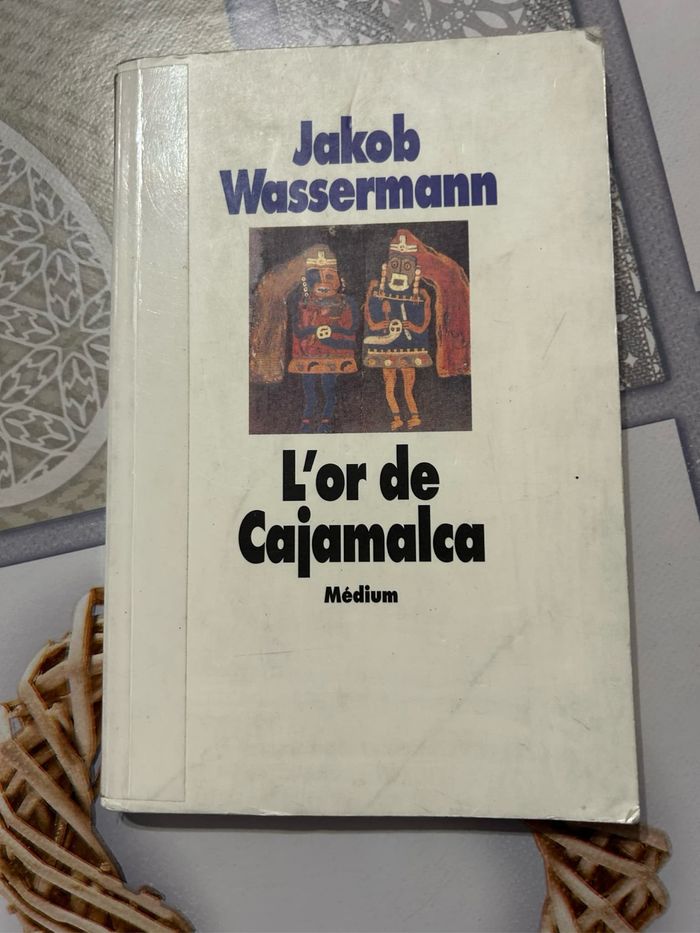 Jakob
Wassermann
L'or de
Cajamalca
Médium